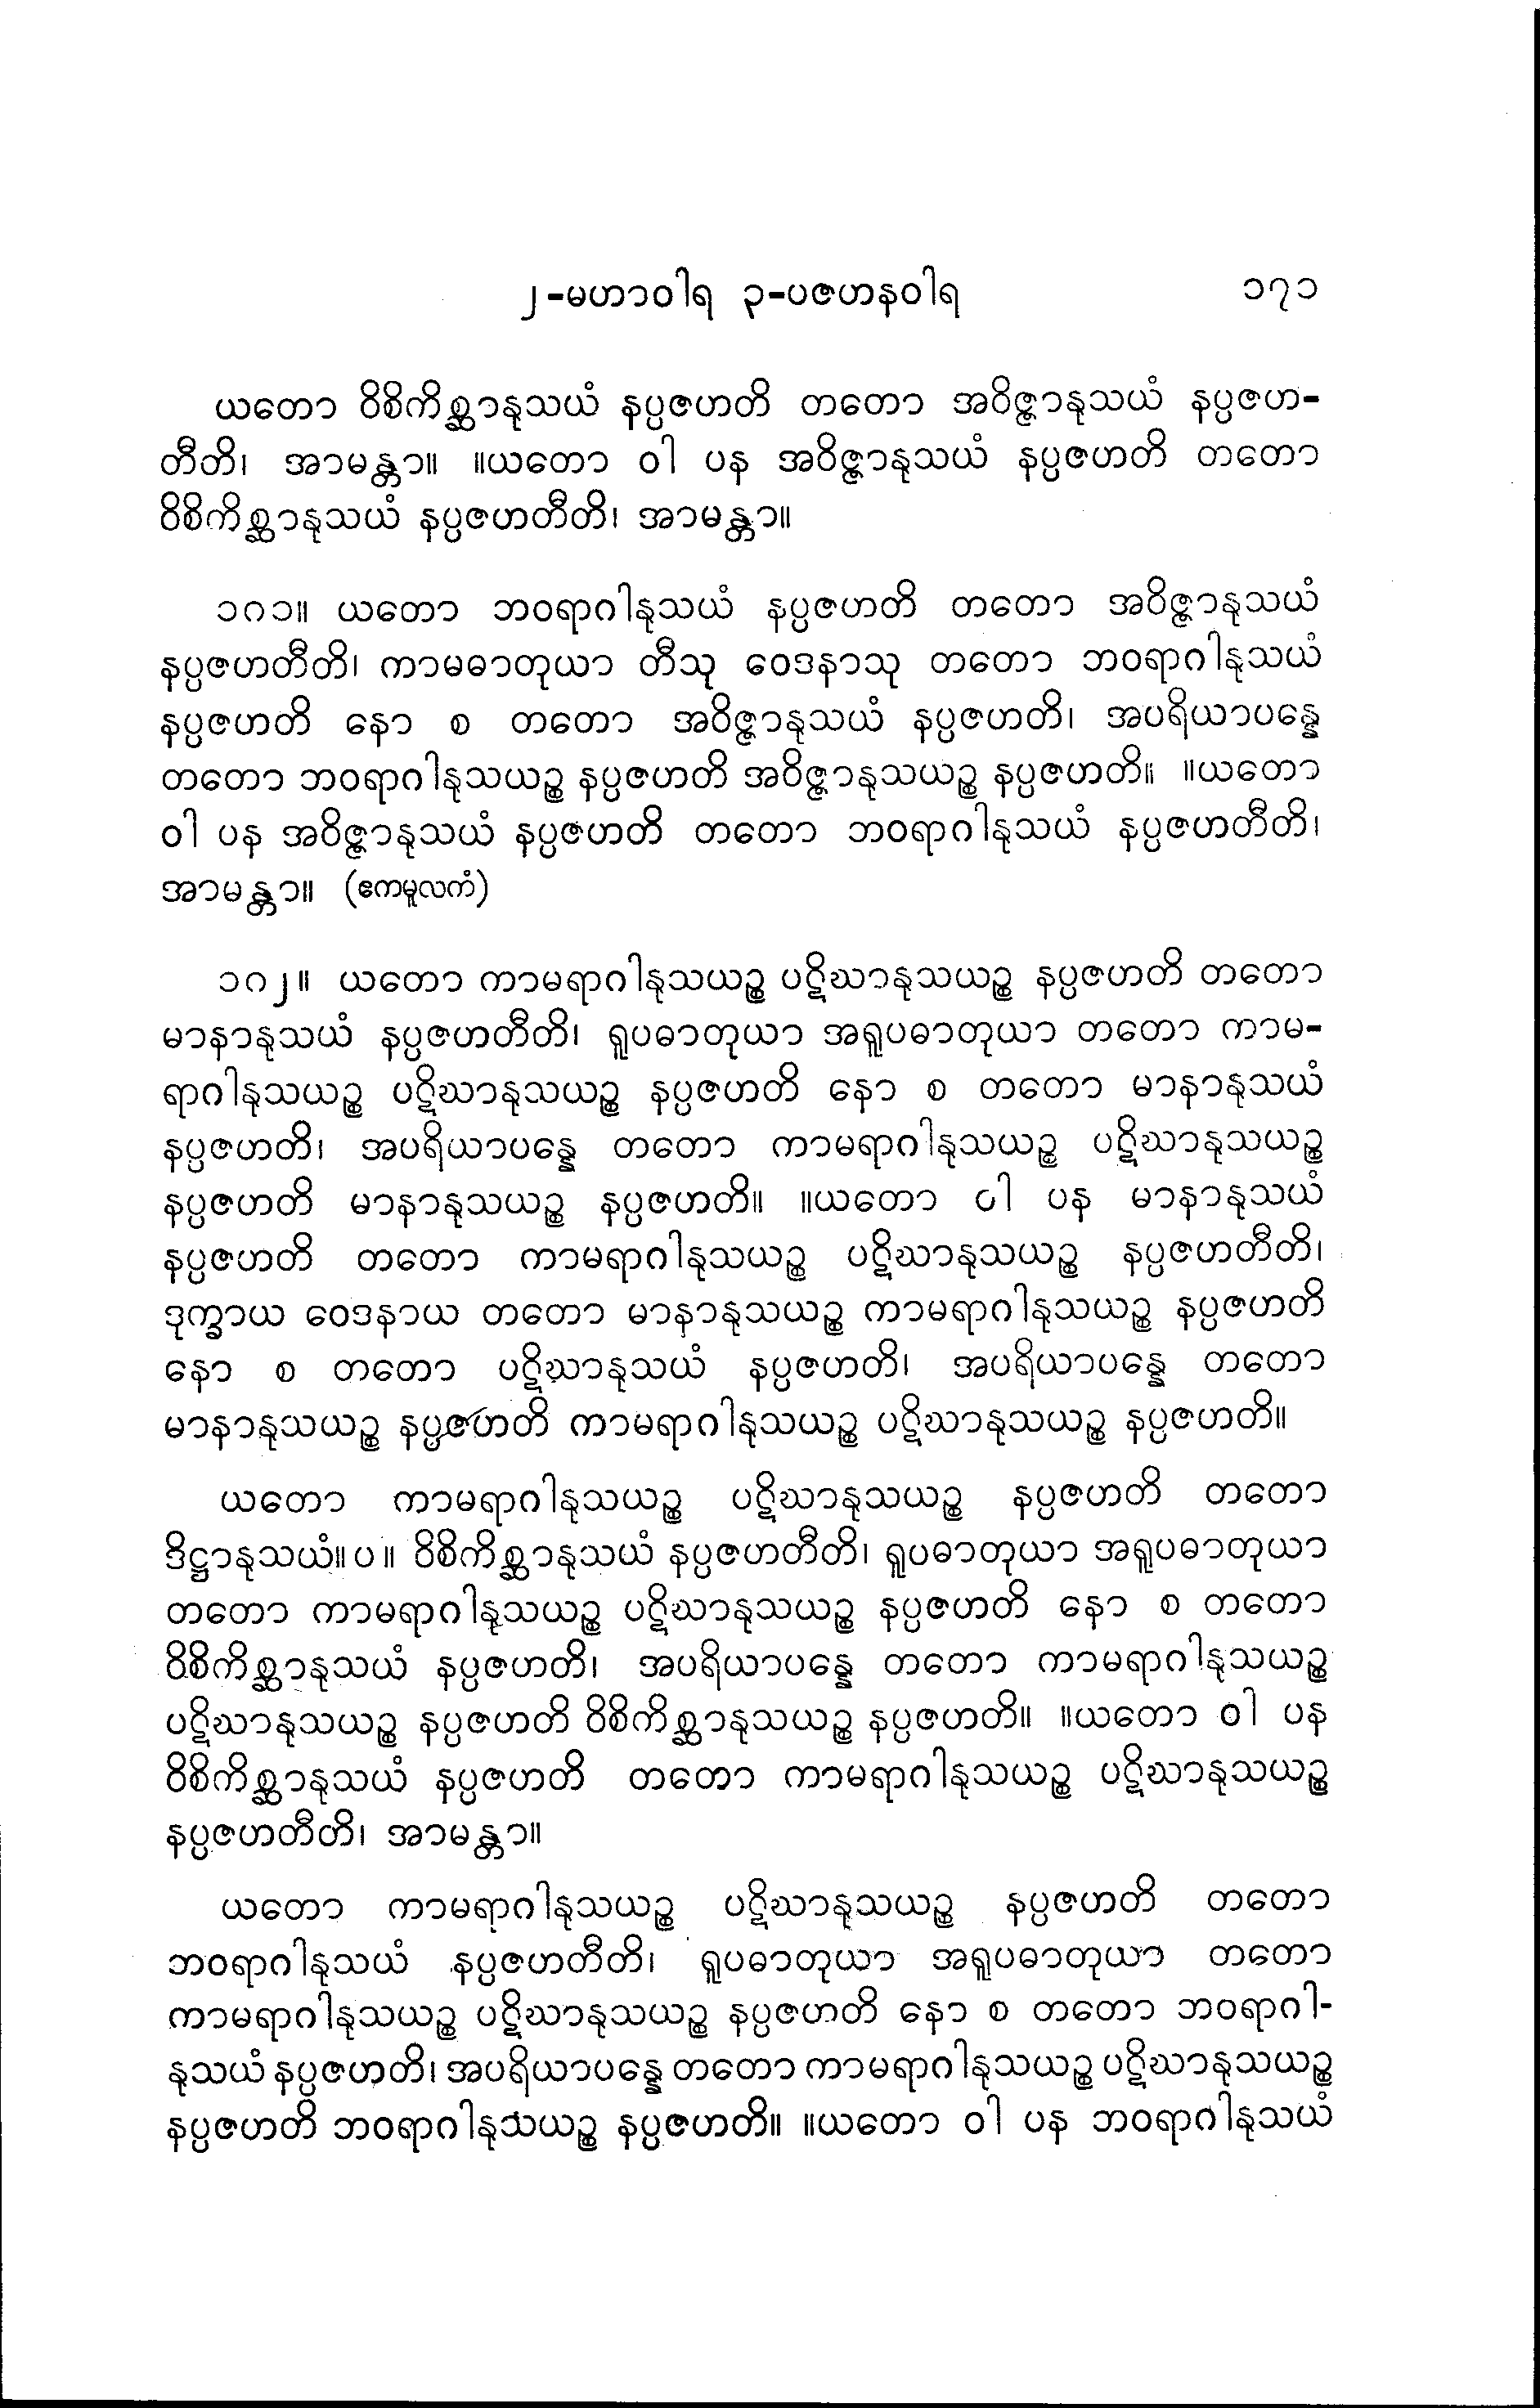 ၂-မဟာဝါရ ၃-ပဇဟနဝါရ ၁၇၁
ယတော ဝိစိကိစ္ဆာနုသယံ နပ္ပဇဟတိ တတော အဝိဇ္ဇာနုသယံ နပ္ပဇဟ-
တီတိ၊ အာမန္တာ။ ။ယတော ဝါ ပန အဝိဇ္ဇာနုသယံ နပ္ပဇဟတိ တတော
ဝိစိကိစ္ဆာနုသယံ နပ္ပဇဟတီတိ၊ အာမန္တာ။
၁၈၁။ ယတော ဘဝရာဂါနုသယံ နပ္ပဇဟတိ တတော အဝိဇ္ဇာနုသယံ
နပ္ပဇဟတီတိ၊ ကာမဓာတုယာ တီသု ဝေဒနာသု တတော ဘဝရာဂါနုသယံ
နပ္ပဇဟတိ နော စ တတော အဝိဇ္ဇာနုသယံ နပ္ပဇဟတိ၊ အပရိယာပန္နေ
တတော ဘဝရာဂါနုသယဉ္စ နပ္ပဇဟတိ အဝိဇ္ဇာနုသယဉ္စ နပ္ပဇဟတိ။ ။ယတော
ဝါ ပန အဝိဇ္ဇာနုသယံ နပ္ပဇဟတိ တတော ဘဝရာဂါနုသယံ နပ္ပဇဟတီတိ၊
အာမန္တာ။ (ဧကမူလကံ)
၁၈၂။ ယတော ကာမရာဂါနုသယဉ္စ ပဋိဃာနုသယဉ္စ နပ္ပဇဟတိ တတော
မာနာနုသယံ နပ္ပဇဟတီတိ၊ ရူပဓာတုယာ အရူပဓာတုယာ တတော ကာမ-
ရာဂါနုသယဉ္စ ပဋိဃာနုသယဉ္စ နပ္ပဇဟတိ နော စ တတော မာနာနုသယံ
နပ္ပဇဟတိ၊ အပရိယာပန္နေ တတော ကာမရာဂါနုသယဉ္စ ပဋိဃာနုသယဉ္စ
နပ္ပဇဟတိ မာနာနုသယဉ္စ နပ္ပဇဟတိ။ ။ယတော ဝါ ပန မာနာနုသယံ
နပ္ပဇဟတိ တတော ကာမရာဂါနုသယဉ္စ ပဋိဃာနုသယဉ္စ နပ္ပဇဟတီတိ၊
ဒုက္ခာယ ဝေဒနာယ တတော မာနာနုသယဉ္စ ကာမရာဂါနုသယဉ္စ နပ္ပဇဟတိ
နော စ တတော ပဋိဃာနုသယံ နပ္ပဇဟတိ၊ အပရိယာပန္နေ တတော
မာနာနုသယဉ္စ နပ္ပဇဟတိ ကာမရာဂါနုသယဉ္စ ပဋိဃာနုသယဉ္စ နပ္ပဇဟတိ။
ယတော ကာမရာဂါနုသယဉ္စ ပဋိဃာနုသယဉ္စ နပ္ပဇဟတိ တတော
ဒိဋ္ဌာနုသယံ။ပ။ ဝိစိကိစ္ဆာနုသယံ နပ္ပဇဟတီတိ၊ ရူပဓာတုယာ အရူပဓာတုယာ
တတော ကာမရာဂါနုသယဉ္စ ပဋိဃာနုသယဉ္စ နပ္ပဇဟတိ နော စ တတော
ဝိစိကိစ္ဆာနုသယံ နပ္ပဇဟတိ၊ အပရိယာပန္နေ တတော ကာမရာဂါနုသယဉ္စ
ပဋိဃာနုသယဉ္စ နပ္ပဇဟတိ ဝိစိကိစ္ဆာနုသယဉ္စ နပ္ပဇဟတိ။ ။ယတော ဝါ ပန
ဝိစိကိစ္ဆာနုသယံ နပ္ပဇဟတိ တတော ကာမရာဂါနုသယဉ္စ ပဋိဃာနုသယဉ္စ
နပ္ပဇဟတီတိ၊ အာမန္တာ။
ယတော ကာမရာဂါနုသယဉ္စ ပဋိဃာနုသယဉ္စ နပ္ပဇဟတိ တတော
ဘဝရာဂါနုသယံ နပ္ပဇဟတီတိ၊ ရူပဓာတုယာ အရူပဓာတုယာ တတော
ကာမရာဂါနုသယဉ္စ ပဋိဃာနုသယဉ္စ နပ္ပဇဟတိ နော စ တတော ဘဝရာဂါ-
နုသယံ နပ္ပဇဟတိ၊ အပရိယာပန္နေ တတော ကာမရာဂါနုသယဉ္စ ပဋိဃာနုသယဉ္စ
နပ္ပဇဟတိ ဘဝရာဂါနုသယဉ္စ နပ္ပဇဟတိ။ ။ယတော ဝါ ပန ဘဝရာဂါနုသယံ